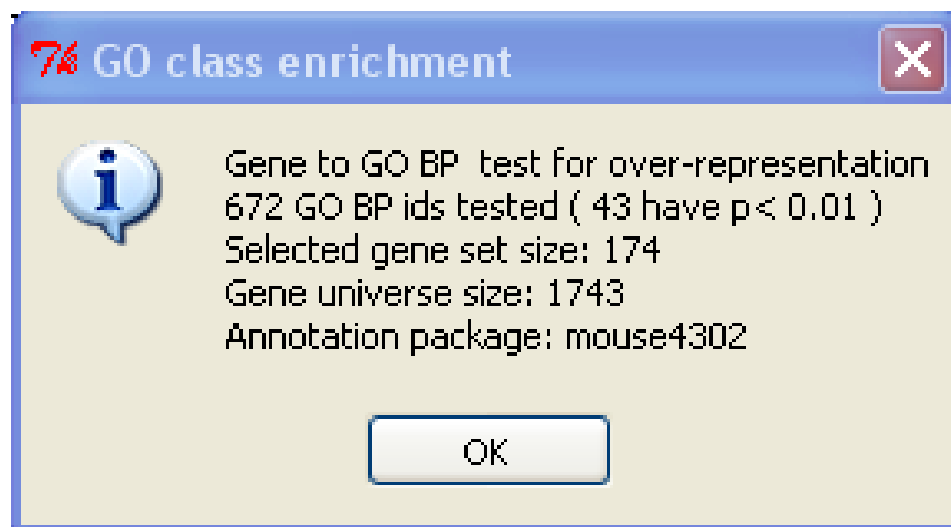 GO class enrichment
Gene to GO BP  test for over-representation
672 GO BP ids tested ( 43 have p< 0.01 )
Selected gene set size: 174
Gene universe size: 1743
Annotation package: mouse4302
OK